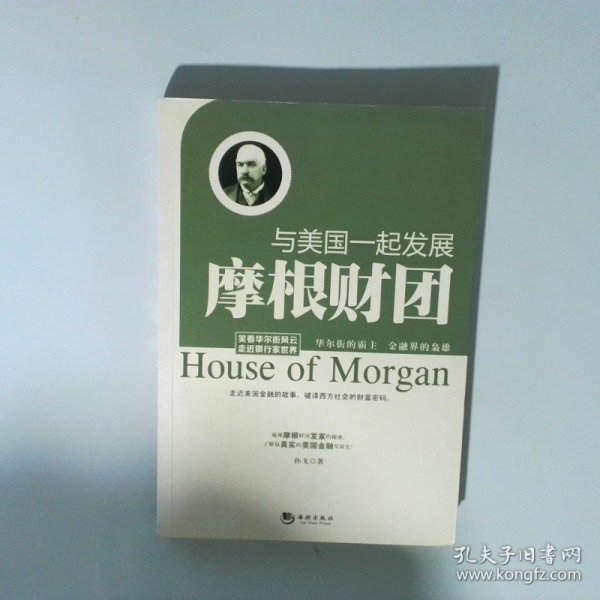 与美国一起发展
摩根财团
笑看华尔街风云
走近银行家世界
华尔街的霸主 金融界的枭雄
House of Morgan
走近美国金融的故事，破译西方社会的财富密码。
窥视摩根财团发家的秘密，
了解最真实的美国金融发展史！
孙戈◎著
海潮出版社
Hai Chao Press
孔夫子旧书网
www.kongfz.com